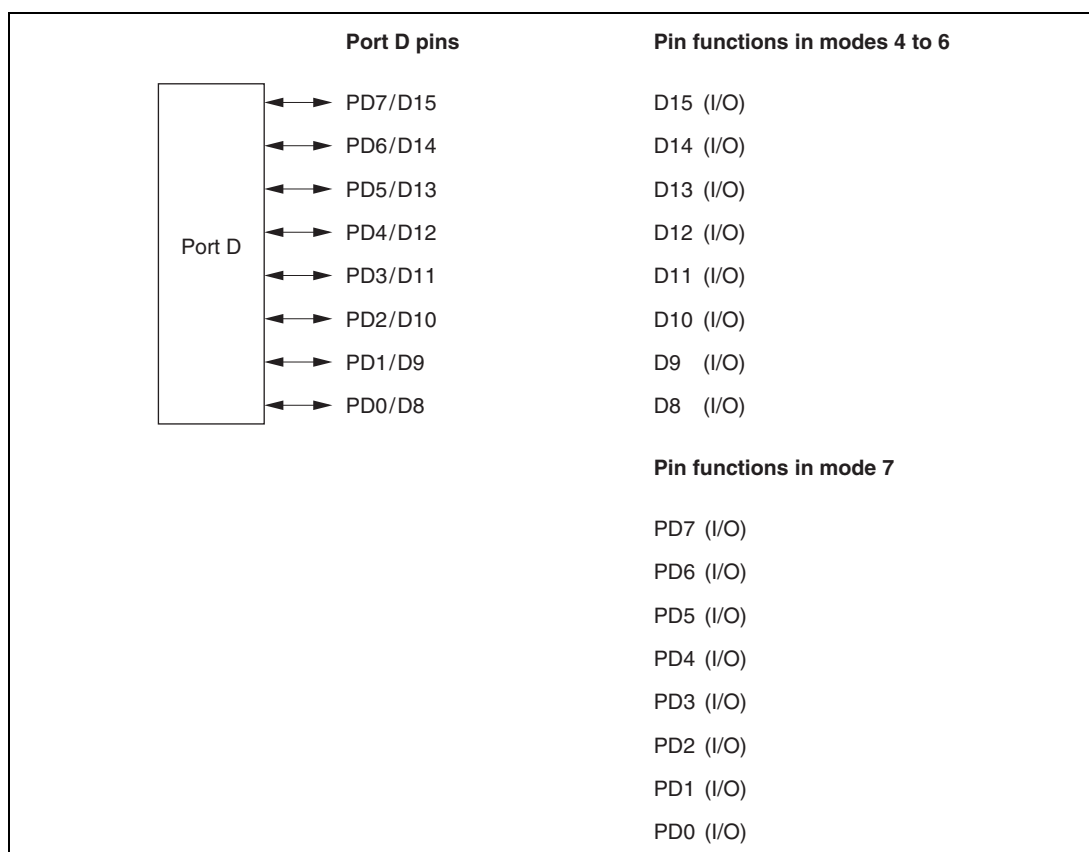 Port D pins Pin functions in modes 4 to 6
PD7/D15 D15 (I/O)
PD6/D14 D14 (I/O)
PD5/D13 D13 (I/O)
PD4/D12 D12 (I/O)
Port D
PD3/D11 D11 (I/O)
PD2/D10 D10 (I/O)
PD1/D9 D9 (I/O)
PD0/D8 D8 (I/O)
Pin functions in mode 7
PD7 (I/O)
PD6 (I/O)
PD5 (I/O)
PD4 (I/O)
PD3 (I/O)
PD2 (I/O)
PD1 (I/O)
PD0 (I/O)